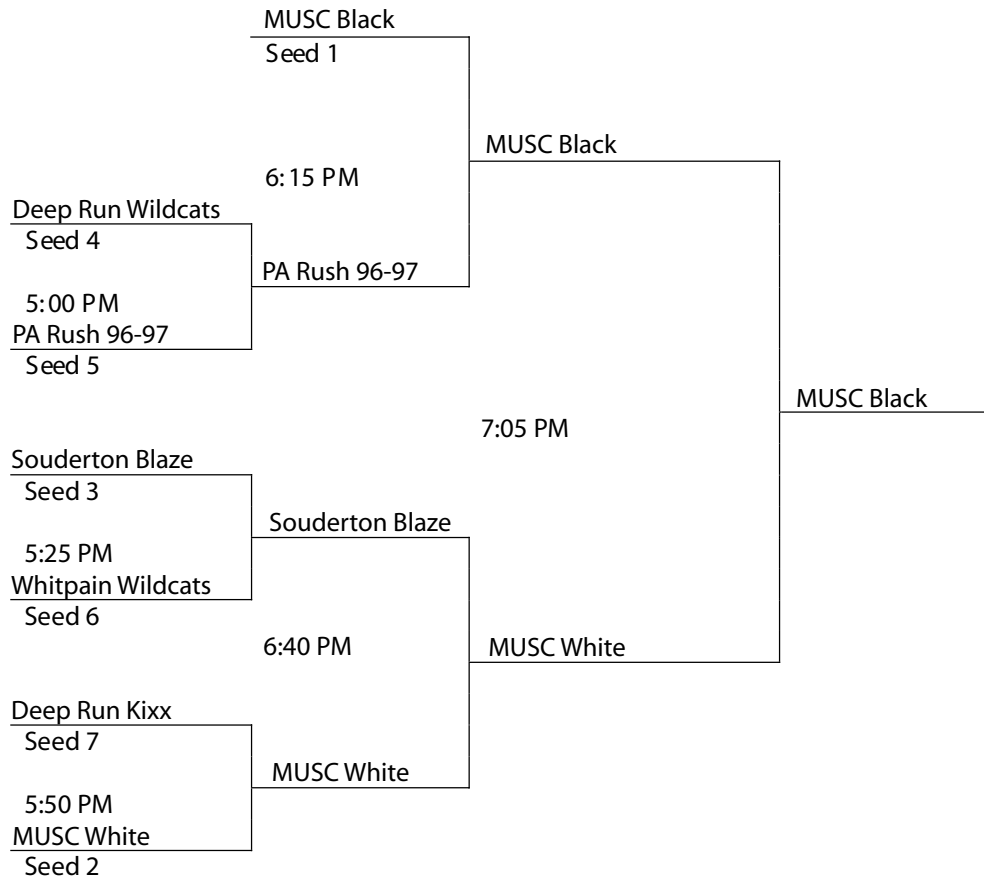 MUSC Black
Seed 1
MUSC Black
6:15 PM
Deep Run Wildcats
Seed 4
PA Rush 96-97
5:00 PM
PA Rush 96-97
Seed 5
MUSC Black
7:05 PM
Souderton Blaze
Seed 3
Souderton Blaze
5:25 PM
Whitpain Wildcats
Seed 6
6:40 PM
MUSC White
Deep Run Kixx
Seed 7
MUSC White
5:50 PM
MUSC White
Seed 2